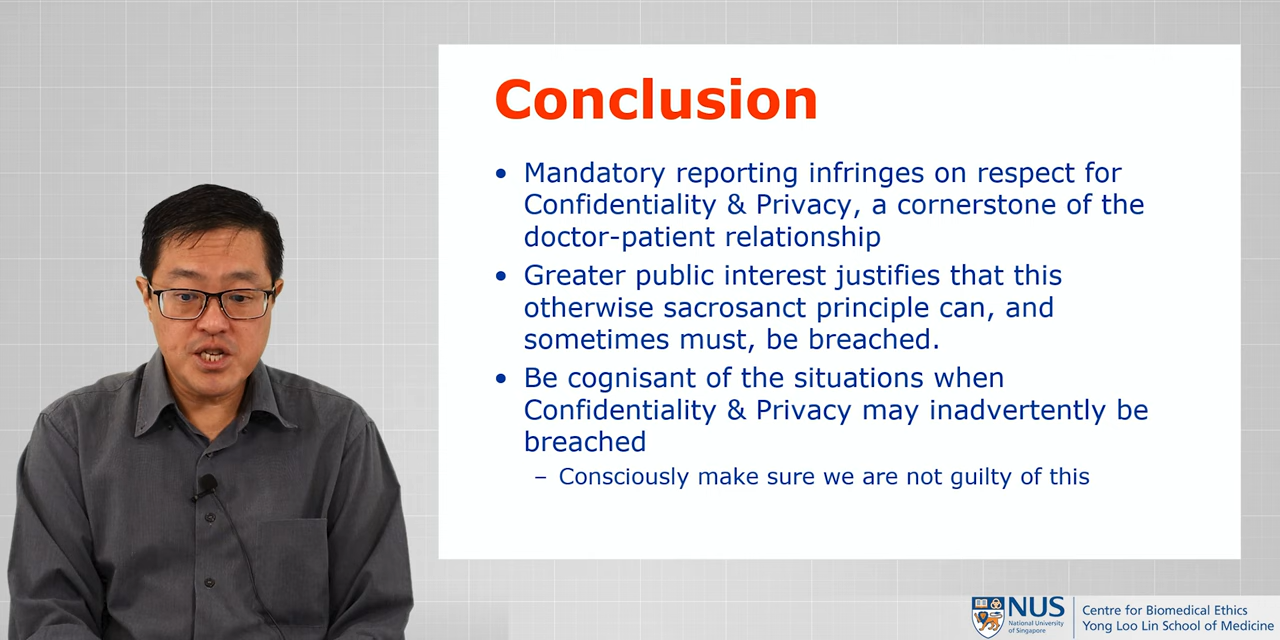 Conclusion
• Mandatory reporting infringes on respect for
Confidentiality & Privacy, a cornerstone of the
doctor-patient relationship
• Greater public interest justifies that this
otherwise sacrosanct principle can, and
sometimes must, be breached.
• Be cognisant of the situations when
Confidentiality & Privacy may inadvertently be
breached
– Consciously make sure we are not guilty of this
NUS
National University
of Singapore
Centre for Biomedical Ethics
Yong Loo Lin School of Medicine